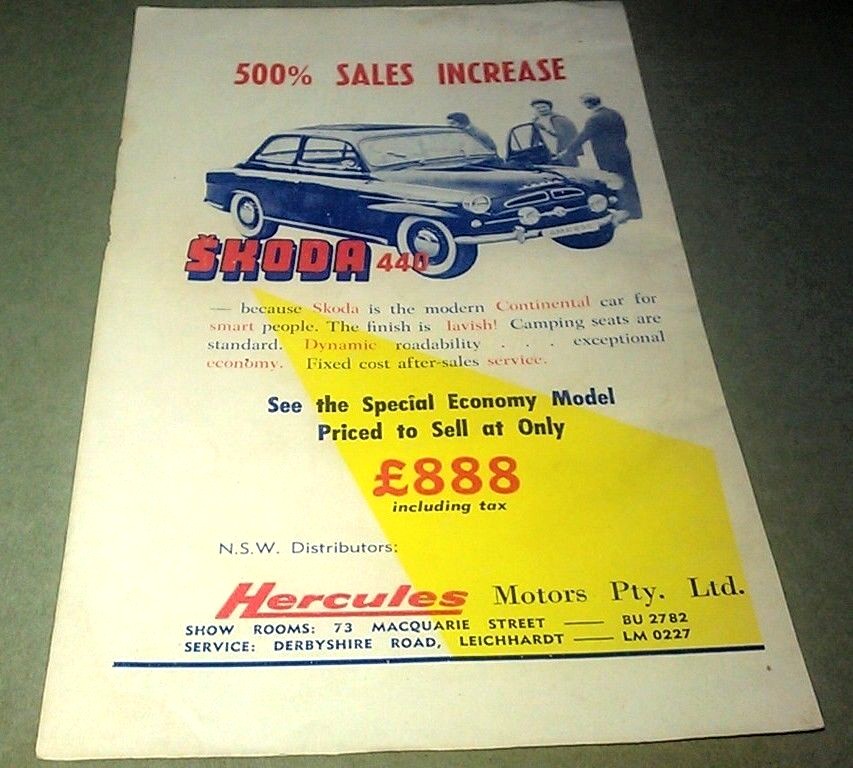 500% SALES INCREASE
ŠKODA 440
— because Skoda is the modern Continental car for
smart people. The finish is lavish! Camping seats are
standard. Dynamic roadability . . . exceptional
economy. Fixed cost after-sales service.
See the Special Economy Model
Priced to Sell at Only
£888
including tax
N.S.W. Distributors:
Hercules Motors Pty. Ltd.
SHOW ROOMS: 73 MACQUARIE STREET — BU 2782
SERVICE: DERBYSHIRE ROAD, LEICHHARDT — LM 0227